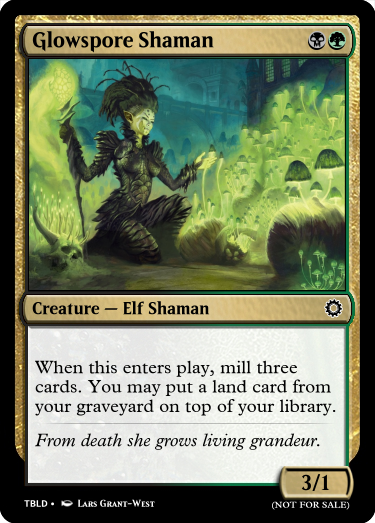 Glowspore Shaman
Creature — Elf Shaman
When this enters play, mill three
cards. You may put a land card from
your graveyard on top of your library.
From death she grows living grandeur.
3/1
TBLD • Lars Grant-West
(NOT FOR SALE)